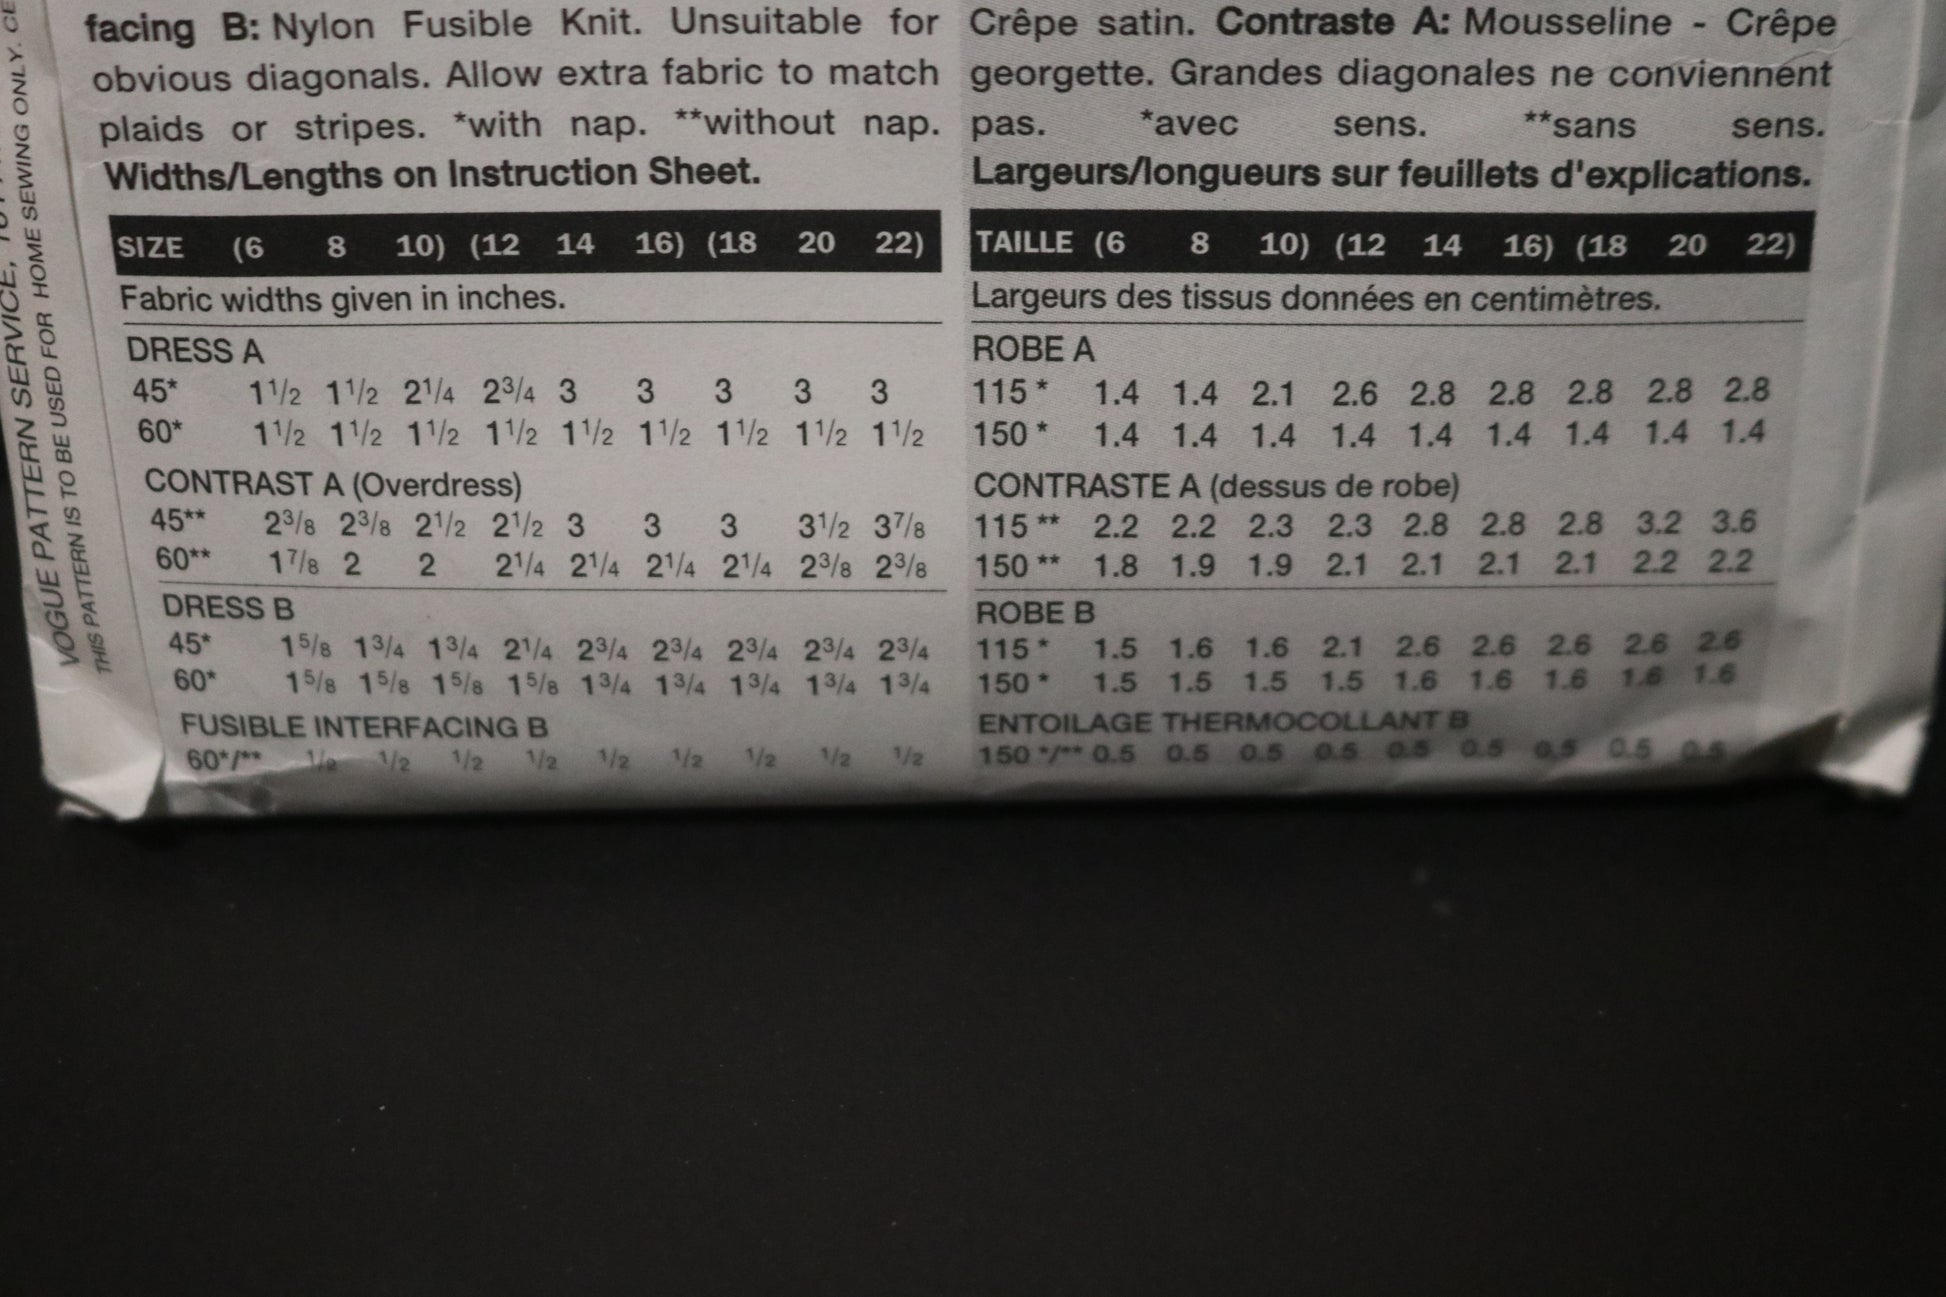 facing B: Nylon Fusible Knit. Unsuitable for
obvious diagonals. Allow extra fabric to match
plaids or stripes. *with nap. **without nap.
Widths/Lengths on Instruction Sheet.
SIZE (6 8 10) (12 14 16) (18 20 22)
Fabric widths given in inches.
DRESS A
45* 1 1/2 1 1/2 2 1/4 2 3/4 3 3 3 3 3
60* 1 1/2 1 1/2 1 1/2 1 1/2 1 1/2 1 1/2 1 1/2 1 1/2 1 1/2
CONTRAST A (Overdress)
45** 2 3/8 2 3/8 2 1/2 2 1/2 3 3 3 3 1/2 3 7/8
60** 1 7/8 2 2 2 1/4 2 1/4 2 1/4 2 1/4 2 3/8 2 3/8
DRESS B
45* 1 5/8 1 3/4 1 3/4 2 1/4 2 3/4 2 3/4 2 3/4 2 3/4 2 3/4
60* 1 5/8 1 5/8 1 5/8 1 5/8 1 3/4 1 3/4 1 3/4 1 3/4 1 3/4
FUSIBLE INTERFACING B
60*/** 1/2 1/2 1/2 1/2 1/2 1/2 1/2 1/2 1/2
Crêpe satin. Contraste A: Mousseline - Crêpe
georgette. Grandes diagonales ne conviennent
pas. *avec sens. **sans sens.
Largeurs/longueurs sur feuillets d'explications.
TAILLE (6 8 10) (12 14 16) (18 20 22)
Largeurs des tissus données en centimètres.
ROBE A
115 * 1.4 1.4 2.1 2.6 2.8 2.8 2.8 2.8 2.8
150 * 1.4 1.4 1.4 1.4 1.4 1.4 1.4 1.4 1.4
CONTRASTE A (dessus de robe)
115 ** 2.2 2.2 2.3 2.3 2.8 2.8 2.8 3.2 3.6
150 ** 1.8 1.9 1.9 2.1 2.1 2.1 2.1 2.2 2.2
ROBE B
115 * 1.5 1.6 1.6 2.1 2.6 2.6 2.6 2.6 2.6
150 * 1.5 1.5 1.5 1.5 1.6 1.6 1.6 1.6 1.6
ENTOILAGE THERMOCOLLANT B
150 */** 0.5 0.5 0.5 0.5 0.5 0.5 0.5 0.5 0.5
VOGUE PATTERN SERVICE,
THIS PATTERN IS TO BE USED FOR HOME SEWING ONLY.